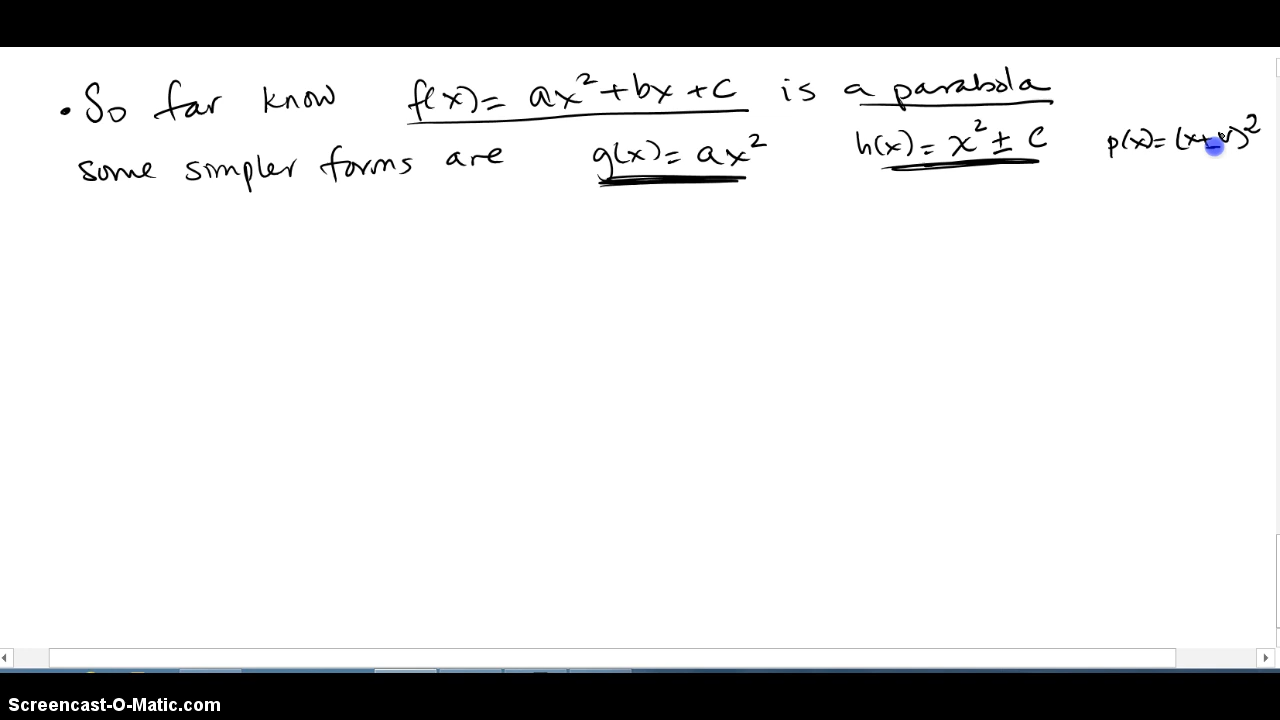 . So far know f(x) = ax² + bx + c is a parabola
some simpler forms are g(x) = ax² h(x) = x² ± c p(x) = (x± )²
Screencast-O-Matic.com